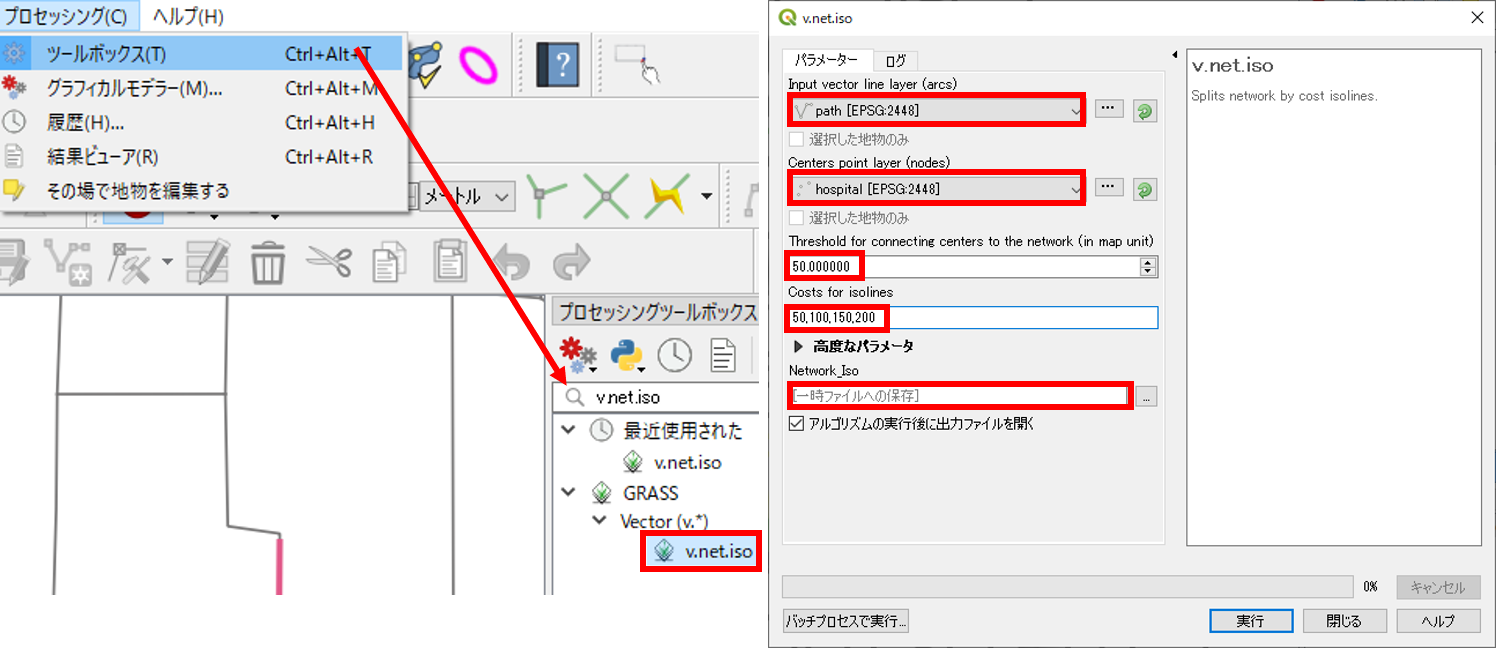 プロセッシング(C) ヘルプ(H)
ツールボックス(T) Ctrl+Alt+T
グラフィカルモデラー(M)... Ctrl+Alt+M
履歴(H)... Ctrl+Alt+H
結果ビューア(R) Ctrl+Alt+R
その場で地物を編集する
メートル
プロセッシングツールボックス
v.net.iso
最近使用された
v.net.iso
GRASS
Vector (v.*)
v.net.iso
v.net.iso
パラメーター ログ
Input vector line layer (arcs)
path [EPSG:2448]
選択した地物のみ
Centers point layer (nodes)
hospital [EPSG:2448]
選択した地物のみ
Threshold for connecting centers to the network (in map unit)
50.000000
Costs for isolines
50,100,150,200
高度なパラメータ
Network_Iso
[一時ファイルへの保存]
アルゴリズムの実行後に出力ファイルを開く
v.net.iso
Splits network by cost isolines.
0% キャンセル
バッチプロセスで実行... 実行 閉じる ヘルプ